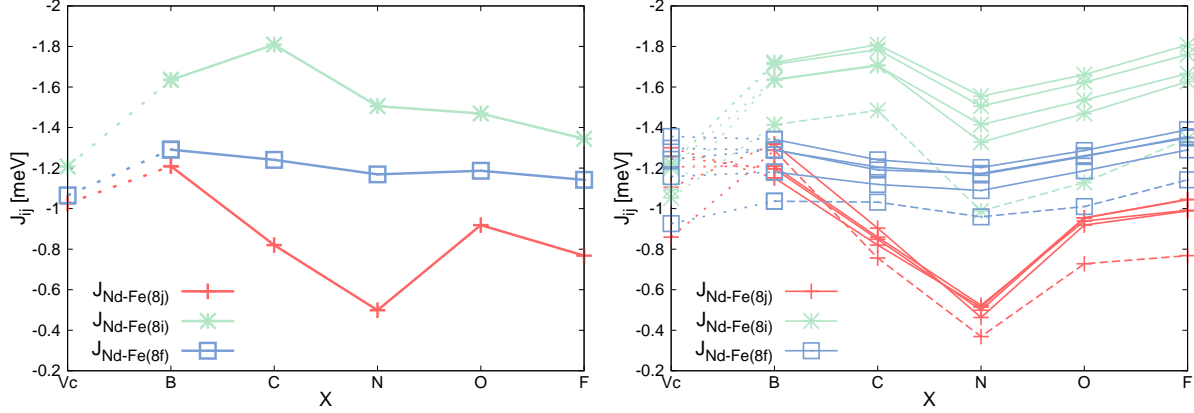 -2
-1.8
-1.6
-1.4
-1.2
-1
-0.8
-0.6
-0.4
-0.2
J_ij [meV]
J_Nd-Fe(8j)
J_Nd-Fe(8i)
J_Nd-Fe(8f)
Vc B C N O F
X
-2
-1.8
-1.6
-1.4
-1.2
-1
-0.8
-0.6
-0.4
-0.2
J_ij [meV]
J_Nd-Fe(8j)
J_Nd-Fe(8i)
J_Nd-Fe(8f)
Vc B C N O F
X